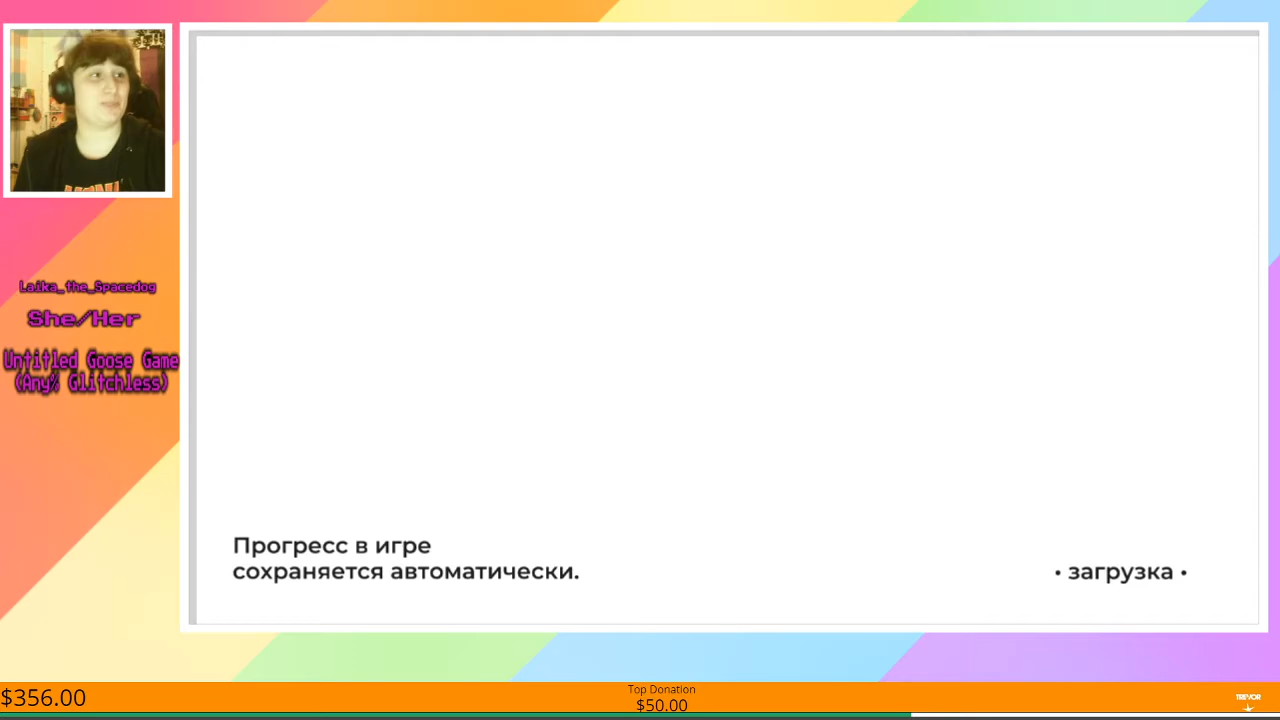 Laika_the_Spacedog
She/Her
Untitled Goose Game
(Any% Glitchless)
Прогресс в игре
сохраняется автоматически.
• загрузка •
$356.00
Top Donation
$50.00
TREVOR